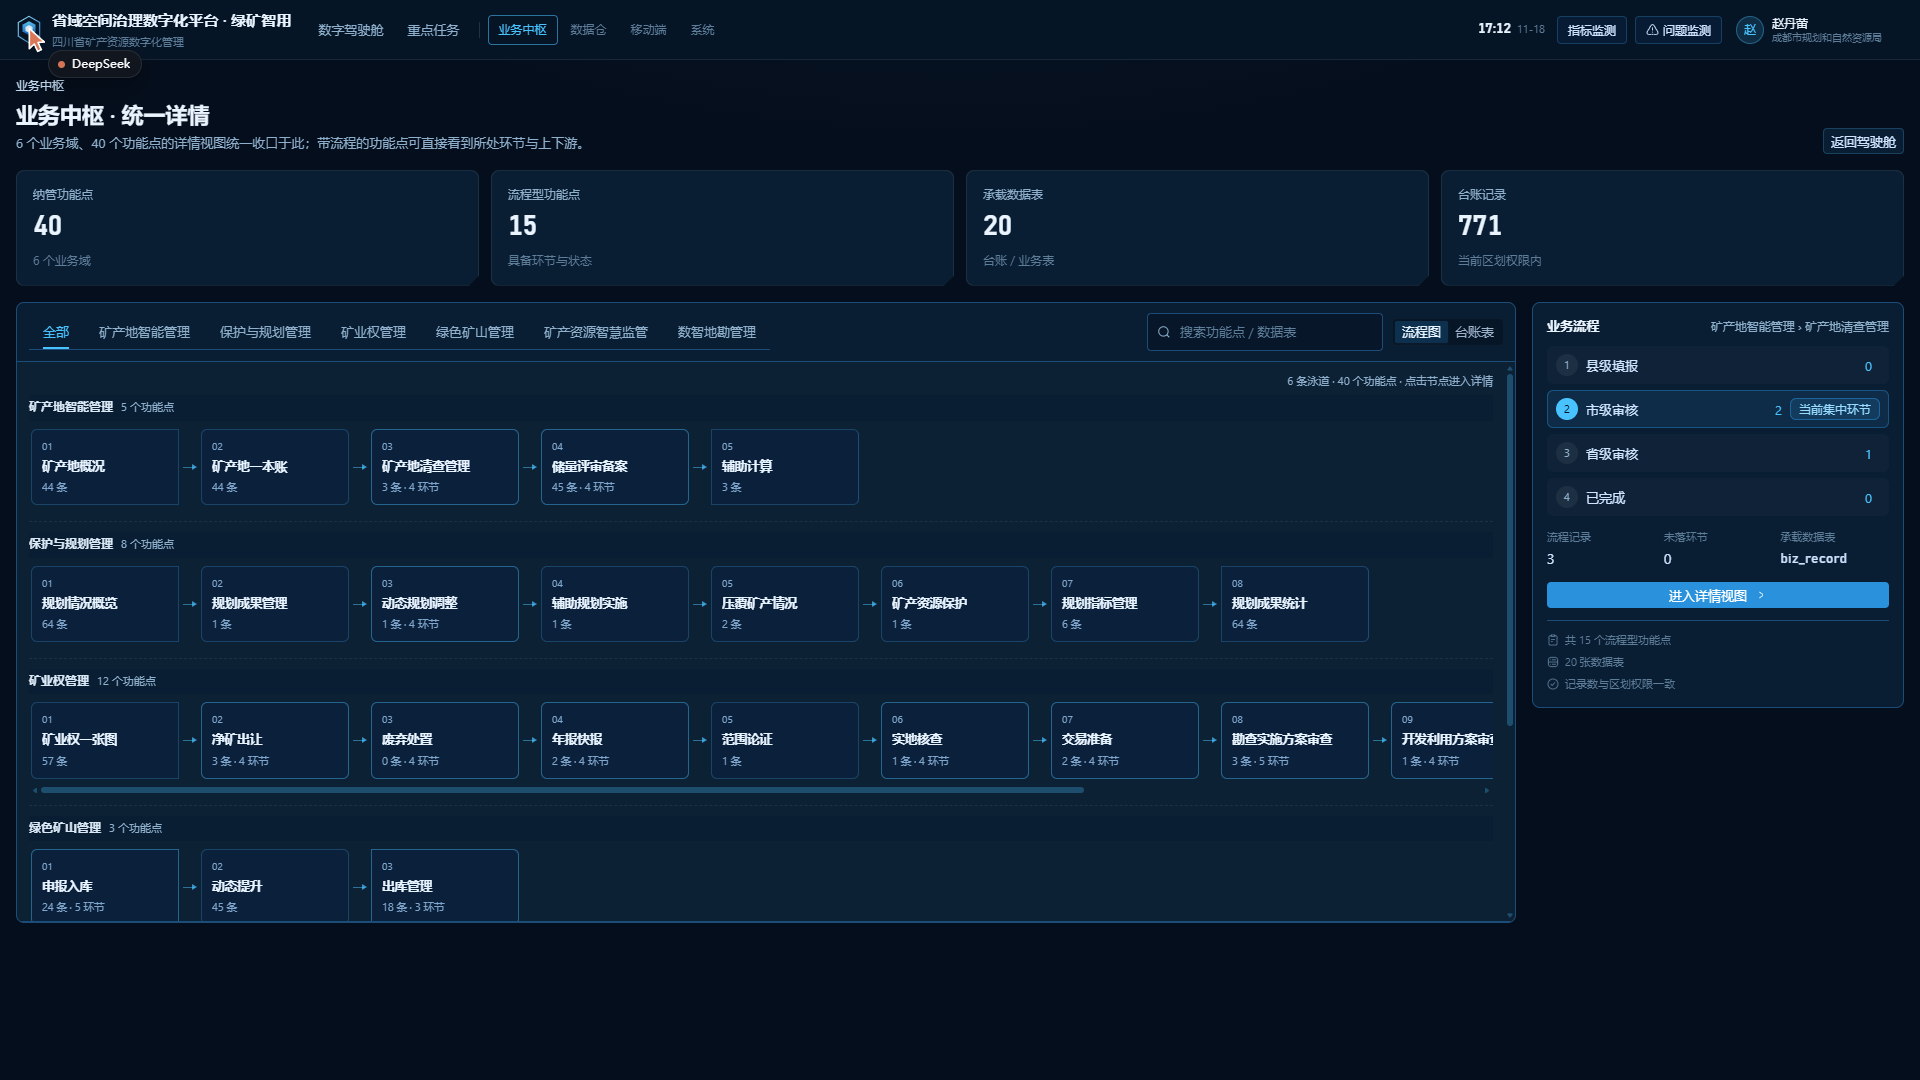 省域空间治理数字化平台 · 绿矿智用
四川省矿产资源数字化管理
数字驾驶舱
重点任务
业务中枢
数据仓
移动端
系统
17:12 11-18
指标监测
问题监测
赵
赵丹苗
成都市规划和自然资源局
DeepSeek
业务中枢
业务中枢 · 统一详情
6 个业务域、40 个功能点的详情视图统一收口于此；带流程的功能点可直接看到所处环节与上下游。
返回驾驶舱
纳管功能点
40
6 个业务域
流程型功能点
15
具备环节与状态
承载数据表
20
台账 / 业务表
台账记录
771
当前区划权限内
全部
矿产地智能管理
保护与规划管理
矿业权管理
绿色矿山管理
矿产资源智慧监管
数智地勘管理
搜索功能点 / 数据表
流程图
台账表
6 条泳道 · 40 个功能点 · 点击节点进入详情
矿产地智能管理 5 个功能点
01
矿产地概况
44 条
02
矿产地一本账
44 条
03
矿产地清查管理
3 条 · 4 环节
04
储量评审备案
45 条 · 4 环节
05
辅助计算
3 条
保护与规划管理 8 个功能点
01
规划情况概览
64 条
02
规划成果管理
1 条
03
动态规划调整
1 条 · 4 环节
04
辅助规划实施
1 条
05
压覆矿产情况
2 条
06
矿产资源保护
1 条
07
规划指标管理
6 条
08
规划成果统计
64 条
矿业权管理 12 个功能点
01
矿业权一张图
57 条
02
净矿出让
3 条 · 4 环节
03
废弃处置
0 条 · 4 环节
04
年报快报
2 条 · 4 环节
05
范围论证
1 条
06
实地核查
1 条 · 4 环节
07
交易准备
2 条 · 4 环节
08
勘查实施方案审查
3 条 · 5 环节
09
开发利用方案审查
1 条 · 4 环节
绿色矿山管理 3 个功能点
01
申报入库
24 条 · 5 环节
02
动态提升
45 条
03
出库管理
18 条 · 3 环节
业务流程
矿产地智能管理 › 矿产地清查管理
1 县级填报 0
2 市级审核 2 当前集中环节
3 省级审核 1
4 已完成 0
流程记录
3
未落环节
0
承载数据表
biz_record
进入详情视图 ›
共 15 个流程型功能点
20 张数据表
记录数与区划权限一致